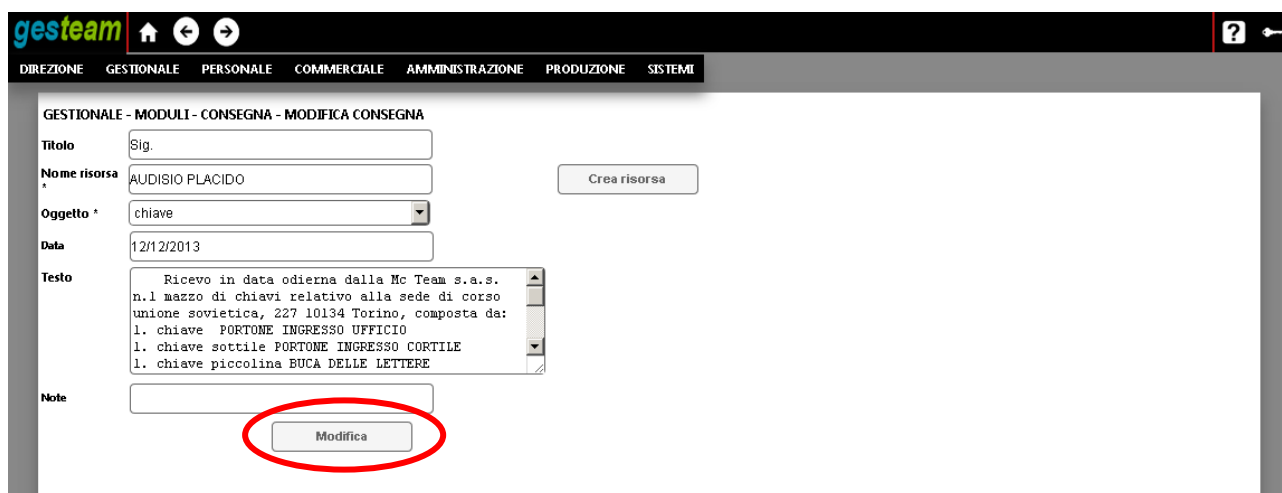 gesteam
?
DIREZIONE GESTIONALE PERSONALE COMMERCIALE AMMINISTRAZIONE PRODUZIONE SISTEMI
GESTIONALE - MODULI - CONSEGNA - MODIFICA CONSEGNA
Titolo Sig.
Nome risorsa * AUDISIO PLACIDO Crea risorsa
Oggetto * chiave
Data 12/12/2013
Testo Ricevo in data odierna dalla Mc Team s.a.s.
n.1 mazzo di chiavi relativo alla sede di corso
unione sovietica, 227 10134 Torino, composta da:
1. chiave PORTONE INGRESSO UFFICIO
1. chiave sottile PORTONE INGRESSO CORTILE
1. chiave piccolina BUCA DELLE LETTERE
Note
Modifica